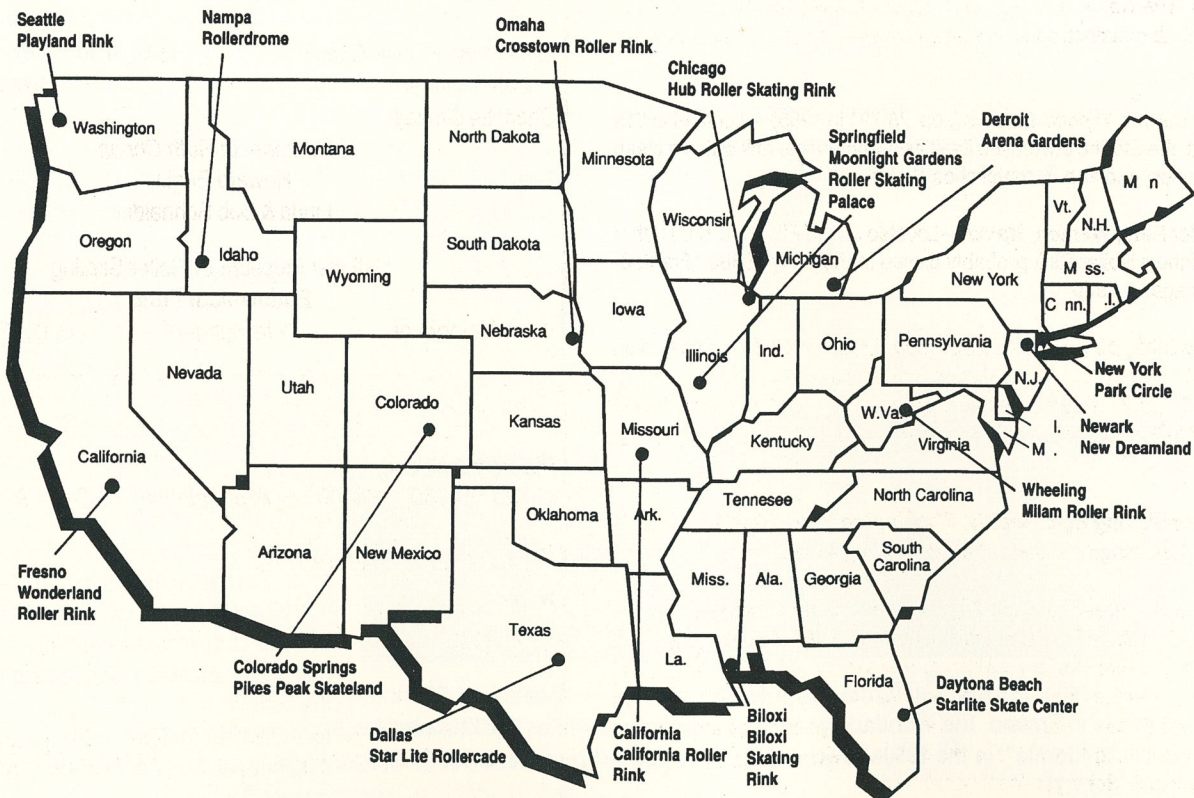 Seattle
Playland Rink
Nampa
Rollerdrome
Omaha
Crosstown Roller Rink
Chicago
Hub Roller Skating Rink
Springfield
Moonlight Gardens
Roller Skating
Palace
Detroit
Arena Gardens
Washington
Montana
North Dakota
Minnesota
Wisconsin
Michigan
M n
Vt.
N.H.
Oregon
Idaho
South Dakota
Wyoming
New York
M ss.
C nn.
.I.
Iowa
Nebraska
Pennsylvania
Nevada
Utah
Colorado
Illinois
Ind.
Ohio
N.J.
New York
Park Circle
Kansas
Missouri
W.Va.
I.
Newark
New Dreamland
California
Kentucky
Virginia
M .
Tennesee
North Carolina
Wheeling
Milam Roller Rink
Arizona
New Mexico
Oklahoma
Ark.
South
Carolina
Fresno
Wonderland
Roller Rink
Miss.
Ala.
Georgia
Texas
La.
Florida
Colorado Springs
Pikes Peak Skateland
Daytona Beach
Starlite Skate Center
Dallas
Star Lite Rollercade
California
California Roller
Rink
Biloxi
Biloxi
Skating
Rink